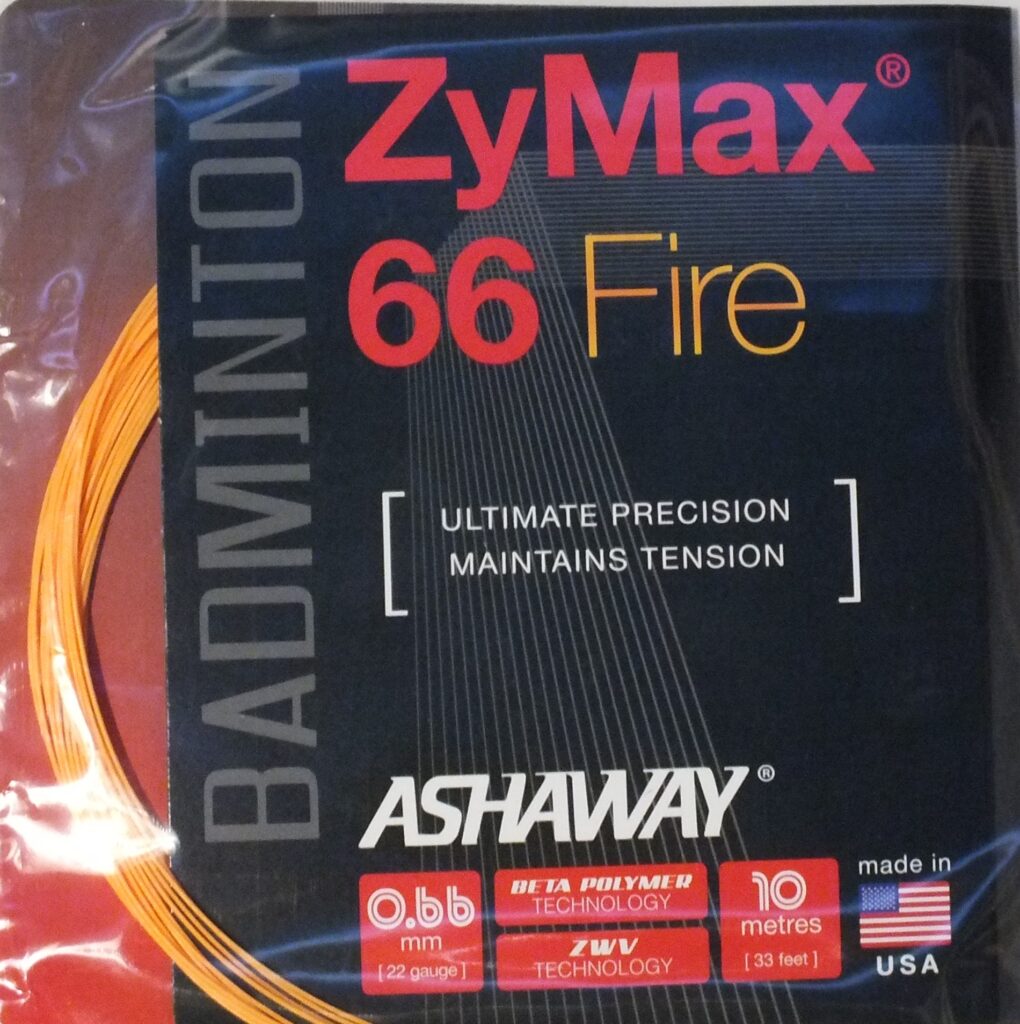 BADMINTON
ZyMax®
66 Fire
ULTIMATE PRECISION
MAINTAINS TENSION
ASHAWAY®
0.66
mm
[22 gauge]
BETA POLYMER
TECHNOLOGY
ZWV
TECHNOLOGY
10
metres
[33 feet]
made in
USA